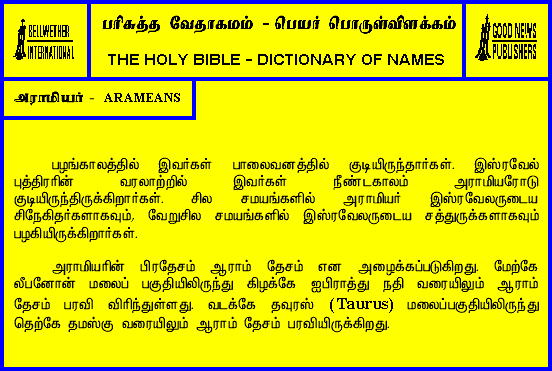 BELLWETHER
INTERNATIONAL
பரிசுத்த வேதாகமம் - பெயர் பொருள்விளக்கம்
THE HOLY BIBLE - DICTIONARY OF NAMES
GOOD NEWS
PUBLISHERS
அராமியர் - ARAMEANS
பழங்காலத்தில் இவர்கள் பாலைவனத்தில் குடியிருந்தார்கள். இஸ்ரவேல்
புத்திரரின் வரலாற்றில் இவர்கள் நீண்டகாலம் அராமியரோடு
குடியிருந்திருக்கிறார்கள். சில சமயங்களில் அராமியர் இஸ்ரவேலருடைய
சிநேகிதர்களாகவும், வேறுசில சமயங்களில் இஸ்ரவேலருடைய சத்துருக்களாகவும்
பழகியிருக்கிறார்கள்.
அராமியரின் பிரதேசம் ஆராம் தேசம் என அழைக்கப்படுகிறது. மேற்கே
லீபனோன் மலைப் பகுதியிலிருந்து கிழக்கே ஐபிராத்து நதி வரையிலும் ஆராம்
தேசம் பரவி விரிந்துள்ளது. வடக்கே தவுரஸ் (Taurus) மலைப்பகுதியிலிருந்து
தெற்கே தமஸ்கு வரையிலும் ஆராம் தேசம் பரவியிருக்கிறது.